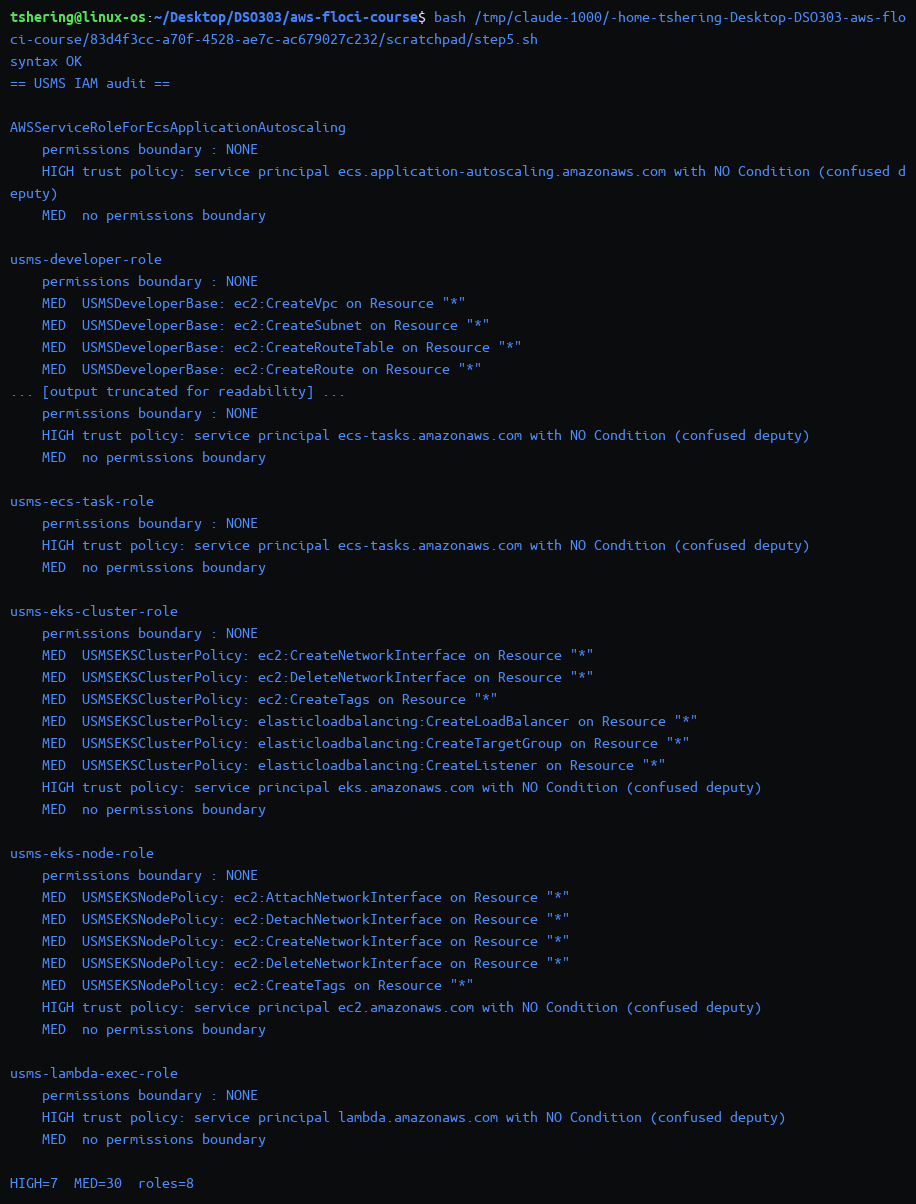 tshering@linux-os:~/Desktop/DSO303/aws-floci-course$ bash /tmp/claude-1000/-home-tshering-Desktop-DSO303-aws-flo
ci-course/83d4f3cc-a70f-4528-ae7c-ac679027c232/scratchpad/step5.sh
syntax OK
== USMS IAM audit ==

AWSServiceRoleForEcsApplicationAutoscaling
    permissions boundary : NONE
    HIGH trust policy: service principal ecs.application-autoscaling.amazonaws.com with NO Condition (confused d
eputy)
    MED  no permissions boundary

usms-developer-role
    permissions boundary : NONE
    MED  USMSDeveloperBase: ec2:CreateVpc on Resource "*"
    MED  USMSDeveloperBase: ec2:CreateSubnet on Resource "*"
    MED  USMSDeveloperBase: ec2:CreateRouteTable on Resource "*"
    MED  USMSDeveloperBase: ec2:CreateRoute on Resource "*"
... [output truncated for readability] ...
    permissions boundary : NONE
    HIGH trust policy: service principal ecs-tasks.amazonaws.com with NO Condition (confused deputy)
    MED  no permissions boundary

usms-ecs-task-role
    permissions boundary : NONE
    HIGH trust policy: service principal ecs-tasks.amazonaws.com with NO Condition (confused deputy)
    MED  no permissions boundary

usms-eks-cluster-role
    permissions boundary : NONE
    MED  USMSEKSClusterPolicy: ec2:CreateNetworkInterface on Resource "*"
    MED  USMSEKSClusterPolicy: ec2:DeleteNetworkInterface on Resource "*"
    MED  USMSEKSClusterPolicy: ec2:CreateTags on Resource "*"
    MED  USMSEKSClusterPolicy: elasticloadbalancing:CreateLoadBalancer on Resource "*"
    MED  USMSEKSClusterPolicy: elasticloadbalancing:CreateTargetGroup on Resource "*"
    MED  USMSEKSClusterPolicy: elasticloadbalancing:CreateListener on Resource "*"
    HIGH trust policy: service principal eks.amazonaws.com with NO Condition (confused deputy)
    MED  no permissions boundary

usms-eks-node-role
    permissions boundary : NONE
    MED  USMSEKSNodePolicy: ec2:AttachNetworkInterface on Resource "*"
    MED  USMSEKSNodePolicy: ec2:DetachNetworkInterface on Resource "*"
    MED  USMSEKSNodePolicy: ec2:CreateNetworkInterface on Resource "*"
    MED  USMSEKSNodePolicy: ec2:DeleteNetworkInterface on Resource "*"
    MED  USMSEKSNodePolicy: ec2:CreateTags on Resource "*"
    HIGH trust policy: service principal ec2.amazonaws.com with NO Condition (confused deputy)
    MED  no permissions boundary

usms-lambda-exec-role
    permissions boundary : NONE
    HIGH trust policy: service principal lambda.amazonaws.com with NO Condition (confused deputy)
    MED  no permissions boundary

HIGH=7  MED=30  roles=8